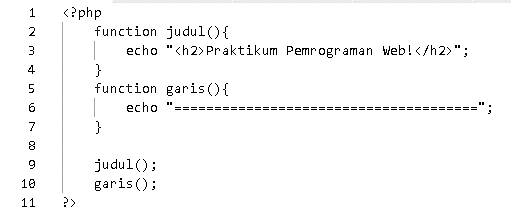 1 <?php
2 function judul(){
3 echo "<h2>Praktikum Pemrograman Web!</h2>";
4 }
5 function garis(){
6 echo "======================================";
7 }
8
9 judul();
10 garis();
11 ?>